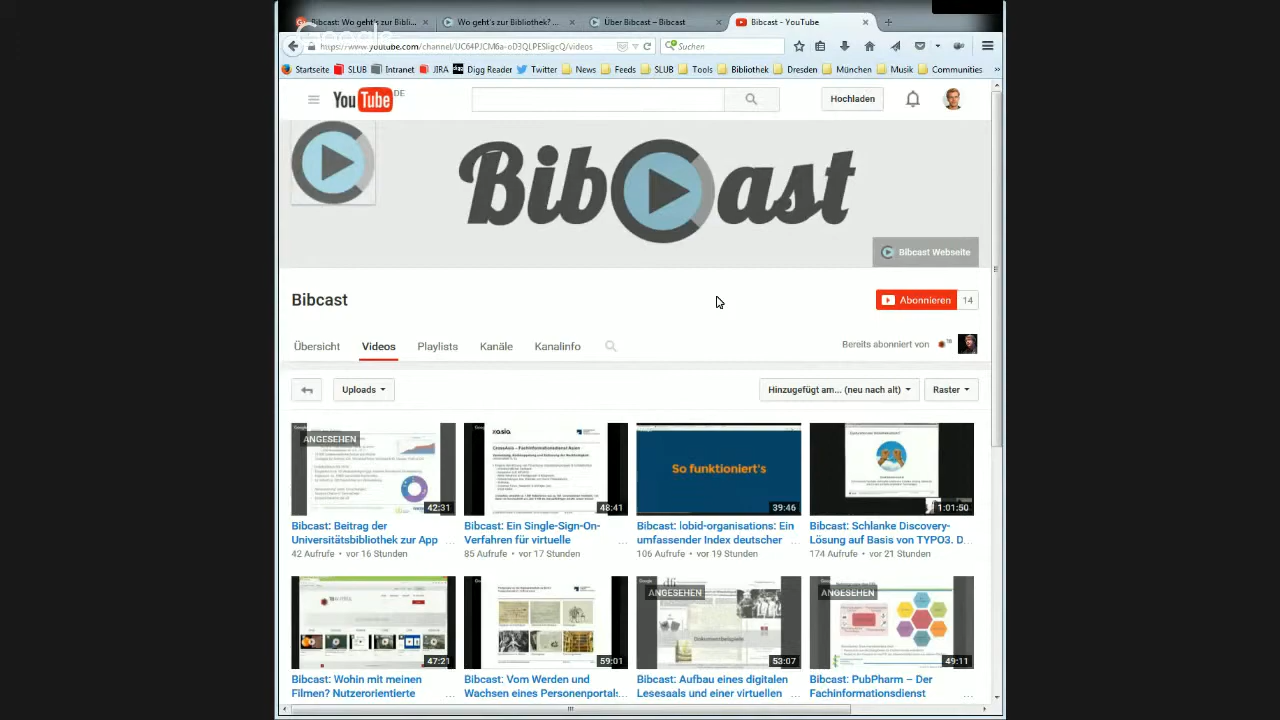 Bibcast: Wo geht's zur Bibli...
Wo geht's zur Bibliothek? ...
Über Bibcast – Bibcast
Bibcast - YouTube
Google
https://www.youtube.com/channel/UC64PJCM6a-oD3QLPESligcQ/videos
Suchen
Startseite SLUB Intranet JIRA Digg Reader Twitter News Feeds SLUB Tools Bibliothek Dresden München Musik Communities
YouTube DE
Hochladen
Bibcast
Bibcast Webseite
Bibcast
Abonnieren 14
Übersicht Videos Playlists Kanäle Kanalinfo
Bereits abonniert von
Uploads
Hinzugefügt am... (neu nach alt)
Raster
ANGESEHEN
42:31
CrossAsia – Fachinformationsdienst Asien
48:41
So funktioniert's
39:46
1:01:50
Bibcast: Beitrag der
Universitätsbibliothek zur App ...
42 Aufrufe • vor 16 Stunden
Bibcast: Ein Single-Sign-On-
Verfahren für virtuelle ...
85 Aufrufe • vor 17 Stunden
Bibcast: lobid-organisations: Ein
umfassender Index deutscher ...
106 Aufrufe • vor 19 Stunden
Bibcast: Schlanke Discovery-
Lösung auf Basis von TYPO3. D...
174 Aufrufe • vor 21 Stunden
47:21
59:01
ANGESEHEN
Dokumentbeispiele
53:07
ANGESEHEN
49:11
Bibcast: Wohin mit meinen
Filmen? Nutzerorientierte
Bibcast: Vom Werden und
Wachsen eines Personenportals
Bibcast: Aufbau eines digitalen
Lesesaals und einer virtuellen
Bibcast: PubPharm – Der
Fachinformationsdienst